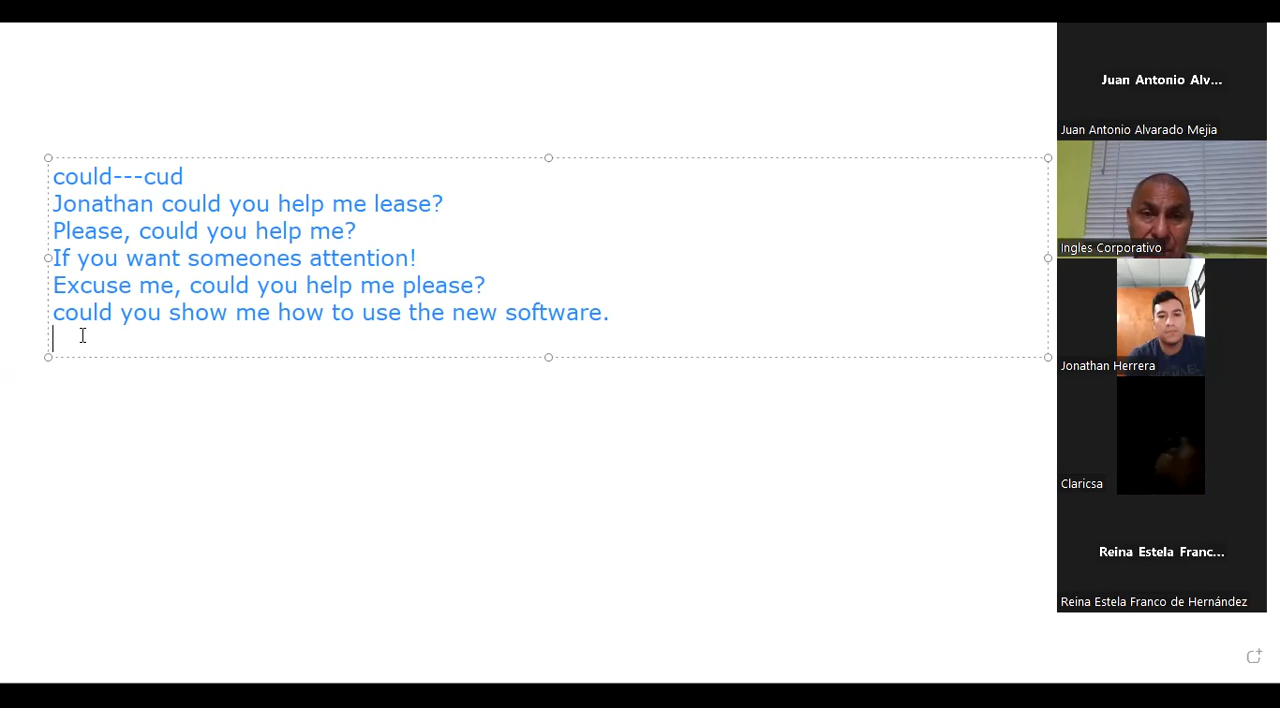 could---cud
Jonathan could you help me lease?
Please, could you help me?
If you want someones attention!
Excuse me, could you help me please?
could you show me how to use the new software.
Juan Antonio Alv...
Juan Antonio Alvarado Mejia
Ingles Corporativo
Jonathan Herrera
Claricsa
Reina Estela Franc...
Reina Estela Franco de Hernández